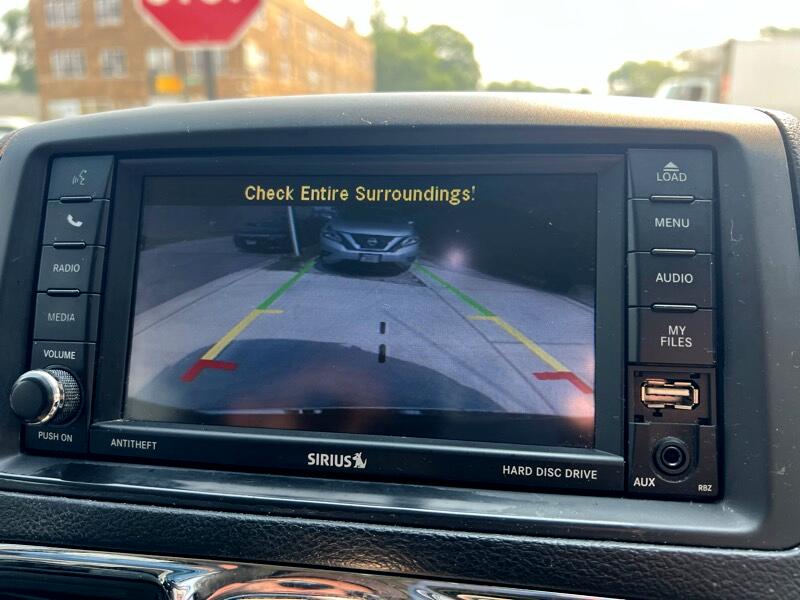 STOP
Check Entire Surroundings!
LOAD
MENU
AUDIO
MY
FILES
RADIO
MEDIA
VOLUME
PUSH ON
ANTITHEFT
SIRIUS
HARD DISC DRIVE
AUX
RBZ